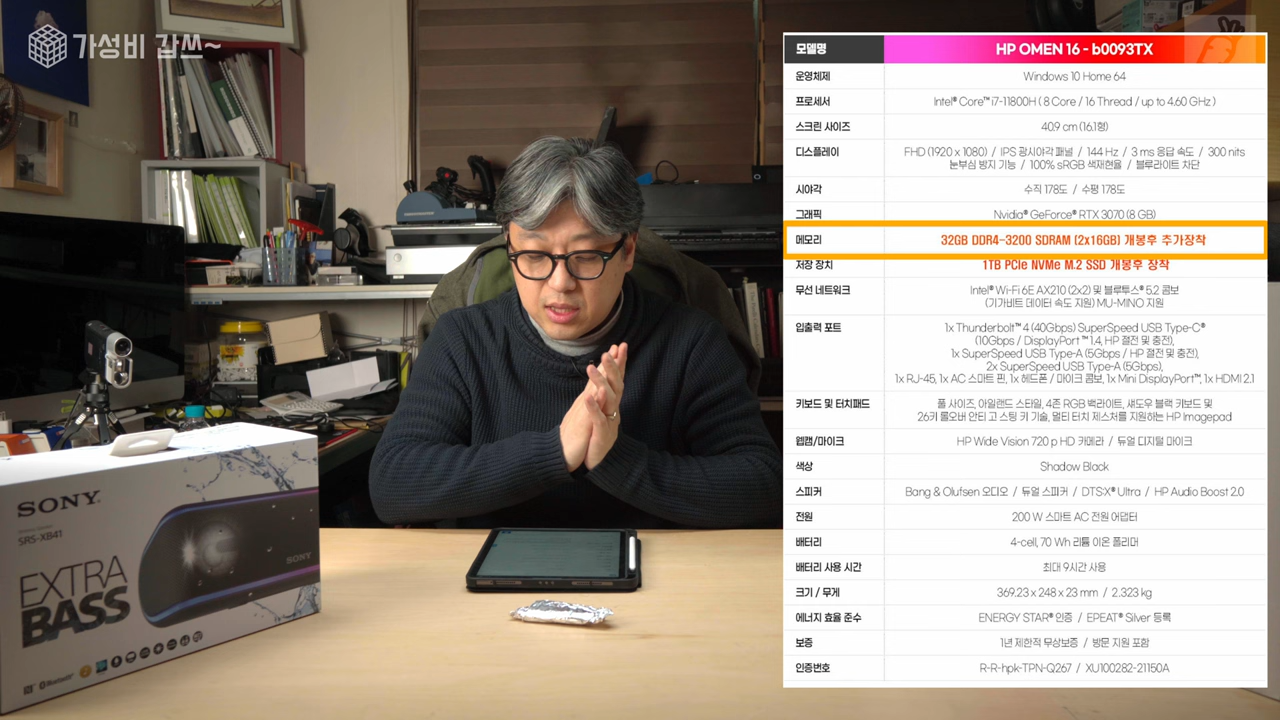 가성비 갑쓰~
모델명 HP OMEN 16 - b0093TX
운영체제 Windows 10 Home 64
프로세서 Intel® Core™ i7-11800H ( 8 Core / 16 Thread / up to 4.60 GHz )
스크린 사이즈 40.9 cm (16.1형)
디스플레이 FHD (1920 x 1080) / IPS 광시야각 패널 / 144 Hz / 3 ms 응답 속도 / 300 nits
눈부심 방지 기능 / 100% sRGB 색재현율 / 블루라이트 차단
시야각 수직 178도 / 수평 178도
그래픽 Nvidia® GeForce® RTX 3070 (8 GB)
메모리 32GB DDR4-3200 SDRAM (2x16GB) 개봉후 추가장착
저장 장치 1TB PCIe NVMe M.2 SSD 개봉후 장착
무선 네트워크 Intel® Wi-Fi 6E AX210 (2x2) 및 블루투스® 5.2 콤보
(기가비트 데이터 속도 지원) MU-MINO 지원
입출력 포트 1x Thunderbolt™ 4 (40Gbps) SuperSpeed USB Type-C®
(10Gbps / DisplayPort ™ 1.4, HP 절전 및 충전),
1x SuperSpeed USB Type-A (5Gbps / HP 절전 및 충전),
2x SuperSpeed USB Type-A (5Gbps),
1x RJ-45, 1x AC 스마트 핀, 1x 헤드폰 / 마이크 콤보, 1x Mini DisplayPort™, 1x HDMI 2.1
키보드 및 터치패드 풀 사이즈, 아일랜드 스타일, 4존 RGB 백라이트, 섀도우 블랙 키보드 및
26키 롤오버 안티 고스팅 키 기술, 멀티 터치 제스처를 지원하는 HP Imagepad
웹캠/마이크 HP Wide Vision 720 p HD 카메라 / 듀얼 디지털 마이크
색상 Shadow Black
스피커 Bang & Olufsen 오디오 / 듀얼 스피커 / DTS:X® Ultra / HP Audio Boost 2.0
전원 200 W 스마트 AC 전원 어댑터
배터리 4-cell, 70 Wh 리튬 이온 폴리머
배터리 사용 시간 최대 9시간 사용
크기 / 무게 369.23 x 248 x 23 mm / 2.323 kg
에너지 효율 준수 ENERGY STAR® 인증 / EPEAT® Silver 등록
보증 1년 제한적 무상보증 / 방문 지원 포함
인증번호 R-R-hpk-TPN-Q267 / XU100282-21150A
SONY
SRS-XB41
EXTRA
BASS
SONY
Bluetooth